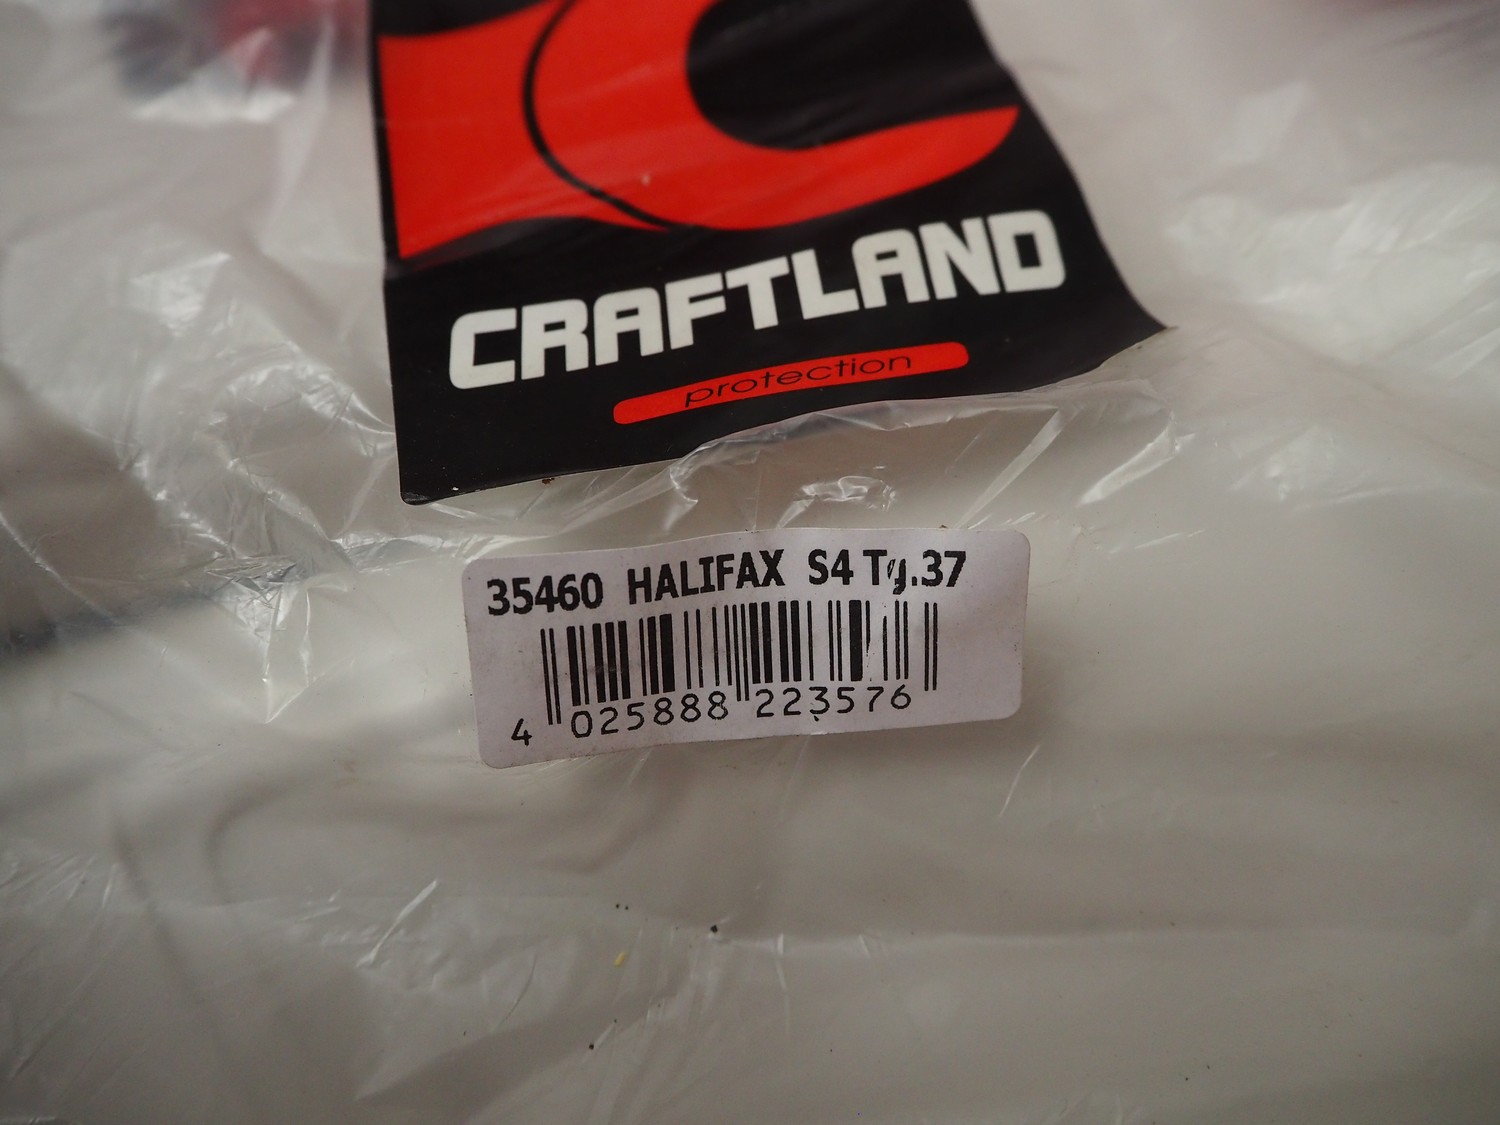 CRAFTLAND
protection
35460 HALIFAX S4 Tg.37
4 025888 223576